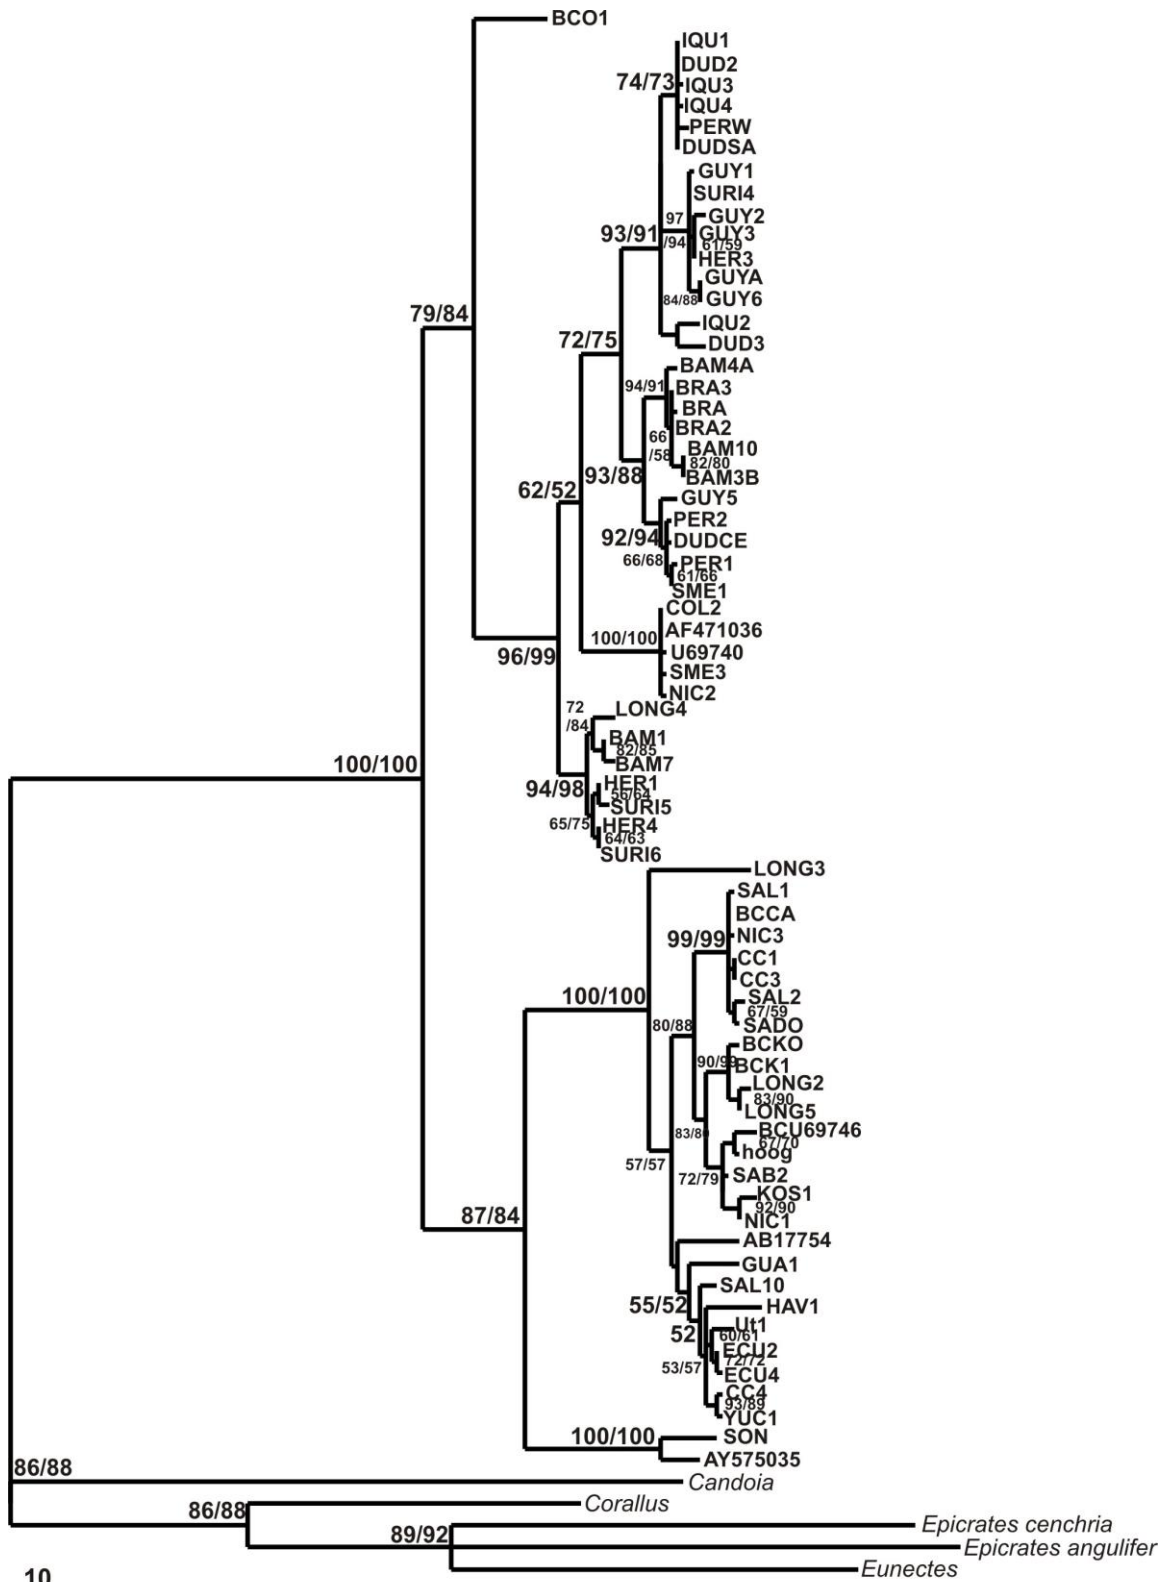 BCO1
IQU1
DUD2
74/73
IQU3
IQU4
PERW
DUDSA
GUY1
SURI4
97
/94
GUY2
93/91
GUY3
61/59
HER3
GUYA
84/88
GUY6
79/84
IQU2
72/75
DUD3
BAM4A
94/91
BRA3
BRA
BRA2
66
/58
BAM10
82/80
93/88
BAM3B
62/52
GUY5
PER2
92/94
DUDCE
66/68
PER1
61/66
SME1
COL2
AF471036
100/100
U69740
96/99
SME3
NIC2
72
/84
LONG4
BAM1
82/85
100/100
BAM7
94/98
HER1
56/64
SURI5
65/75
HER4
64/63
SURI6
LONG3
SAL1
BCCA
99/99
NIC3
CC1
CC3
100/100
SAL2
67/59
80/88
SADO
BCKO
90/99
BCK1
LONG2
83/90
LONG5
83/80
BCU69746
67/70
hoog
57/57
72/79
SAB2
KOS1
92/90
87/84
NIC1
AB17754
GUA1
SAL10
55/52
HAV1
52
Ut1
60/61
ECU2
72/72
53/57
ECU4
CC4
93/89
YUC1
100/100
SON
AY575035
86/88
Candoia
86/88
Corallus
89/92
Epicrates cenchria
Epicrates angulifer
Eunectes
10